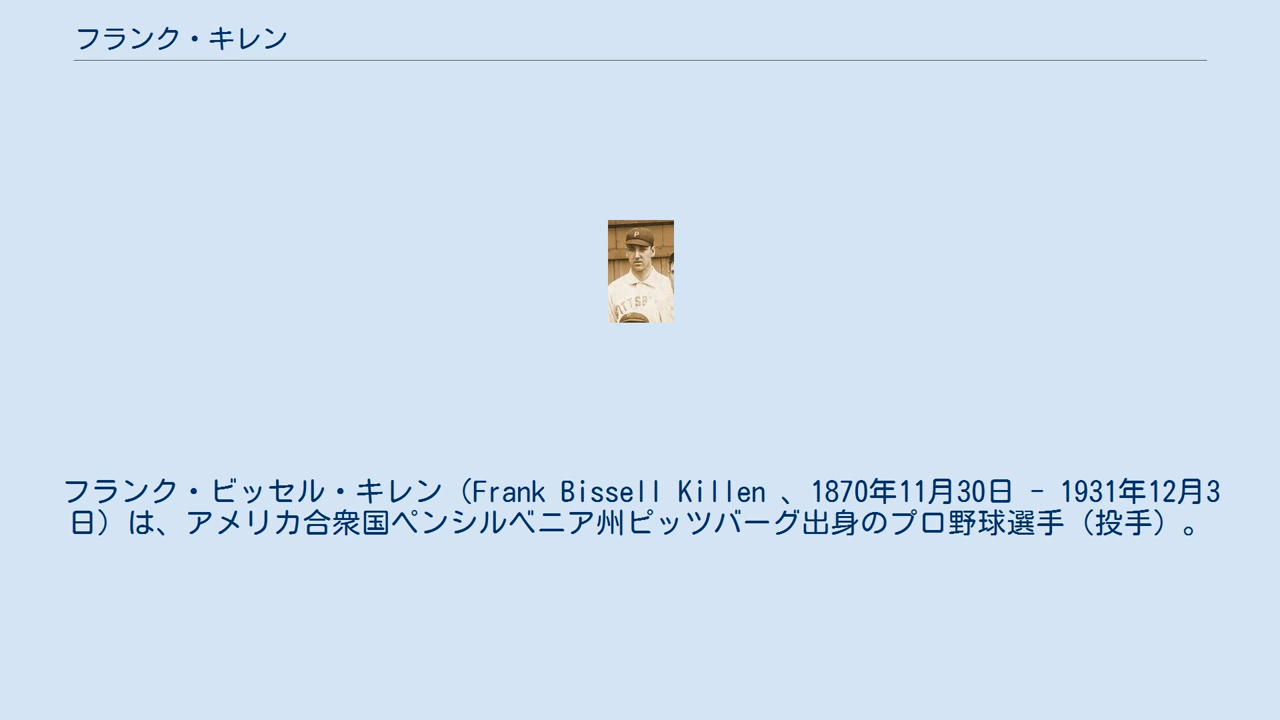 フランク・キレン
P
ITTSB
フランク・ビッセル・キレン（Frank Bissell Killen 、1870年11月30日 - 1931年12月3
日）は、アメリカ合衆国ペンシルベニア州ピッツバーグ出身のプロ野球選手（投手）。